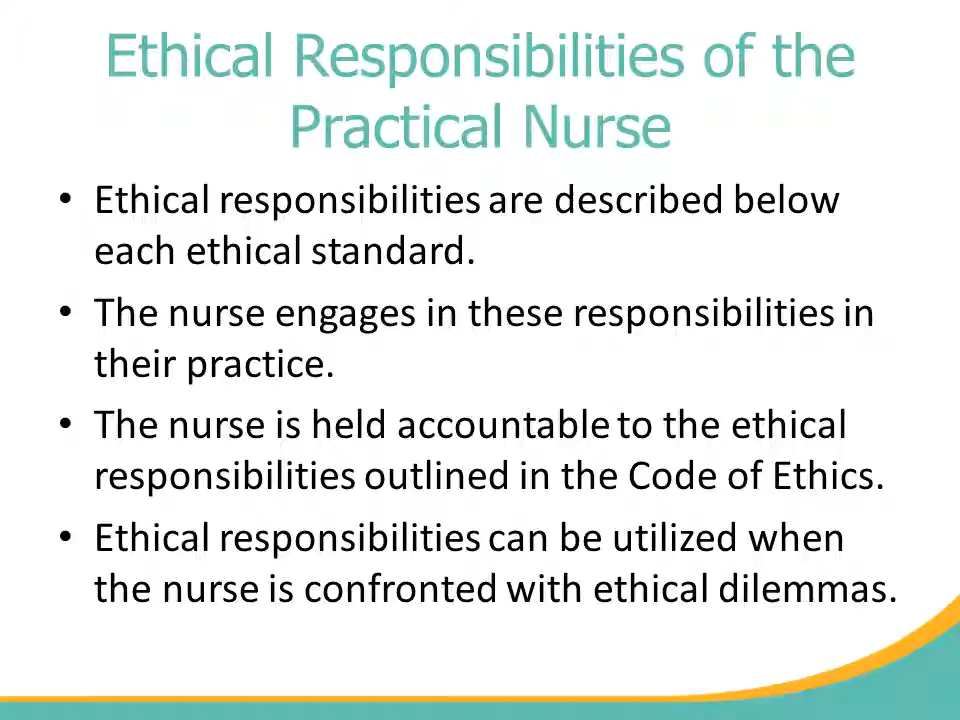 Ethical Responsibilities of the
Practical Nurse
• Ethical responsibilities are described below
each ethical standard.
• The nurse engages in these responsibilities in
their practice.
• The nurse is held accountable to the ethical
responsibilities outlined in the Code of Ethics.
• Ethical responsibilities can be utilized when
the nurse is confronted with ethical dilemmas.